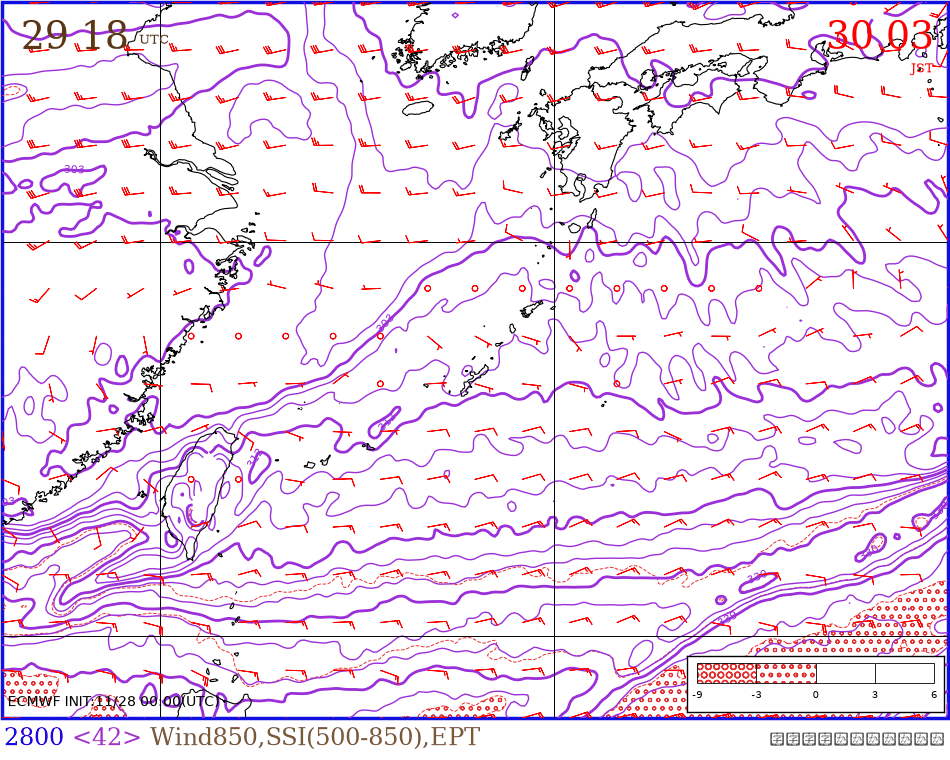 29 18 UTC 30 03
JST
303
303
ECMWF INIT:11/28 00 00(UTC)
-9 -3 0 3 6
2800 <42> Wind850,SSI(500-850),EPT